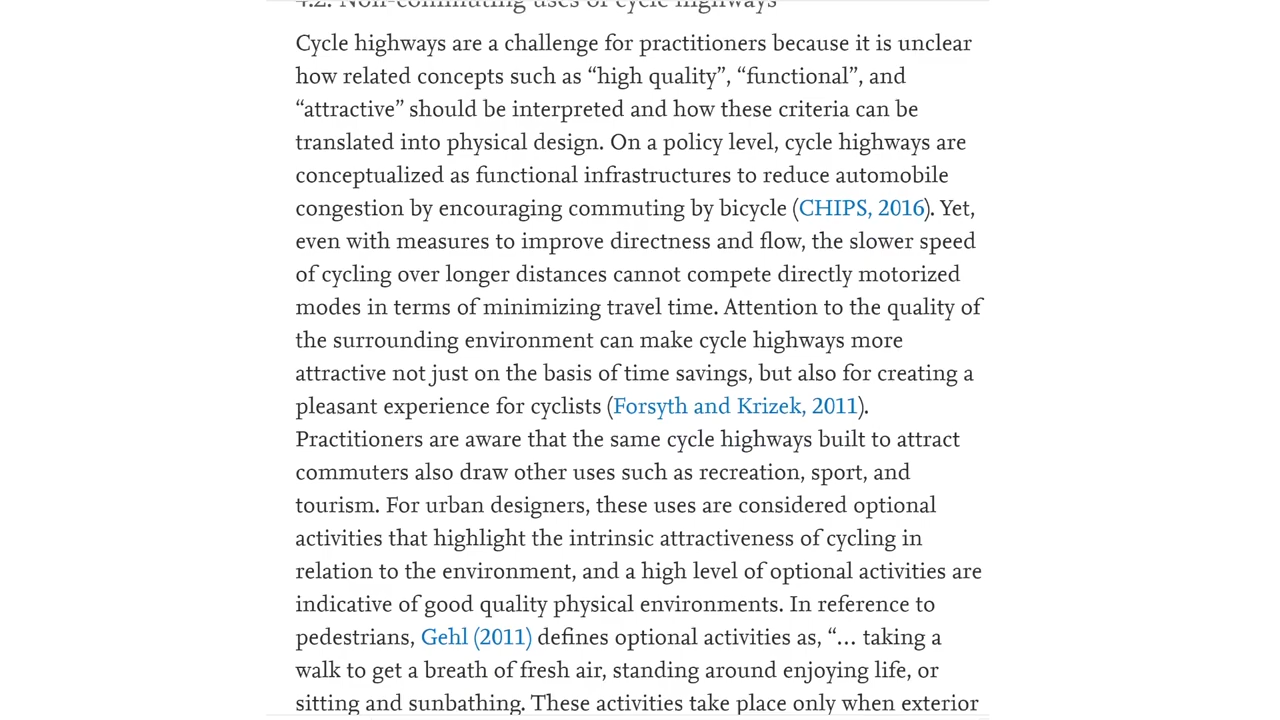 4.2. Non-commuting uses of cycle highways
Cycle highways are a challenge for practitioners because it is unclear
how related concepts such as “high quality”, “functional”, and
“attractive” should be interpreted and how these criteria can be
translated into physical design. On a policy level, cycle highways are
conceptualized as functional infrastructures to reduce automobile
congestion by encouraging commuting by bicycle (CHIPS, 2016). Yet,
even with measures to improve directness and flow, the slower speed
of cycling over longer distances cannot compete directly motorized
modes in terms of minimizing travel time. Attention to the quality of
the surrounding environment can make cycle highways more
attractive not just on the basis of time savings, but also for creating a
pleasant experience for cyclists (Forsyth and Krizek, 2011).
Practitioners are aware that the same cycle highways built to attract
commuters also draw other uses such as recreation, sport, and
tourism. For urban designers, these uses are considered optional
activities that highlight the intrinsic attractiveness of cycling in
relation to the environment, and a high level of optional activities are
indicative of good quality physical environments. In reference to
pedestrians, Gehl (2011) defines optional activities as, “… taking a
walk to get a breath of fresh air, standing around enjoying life, or
sitting and sunbathing. These activities take place only when exterior